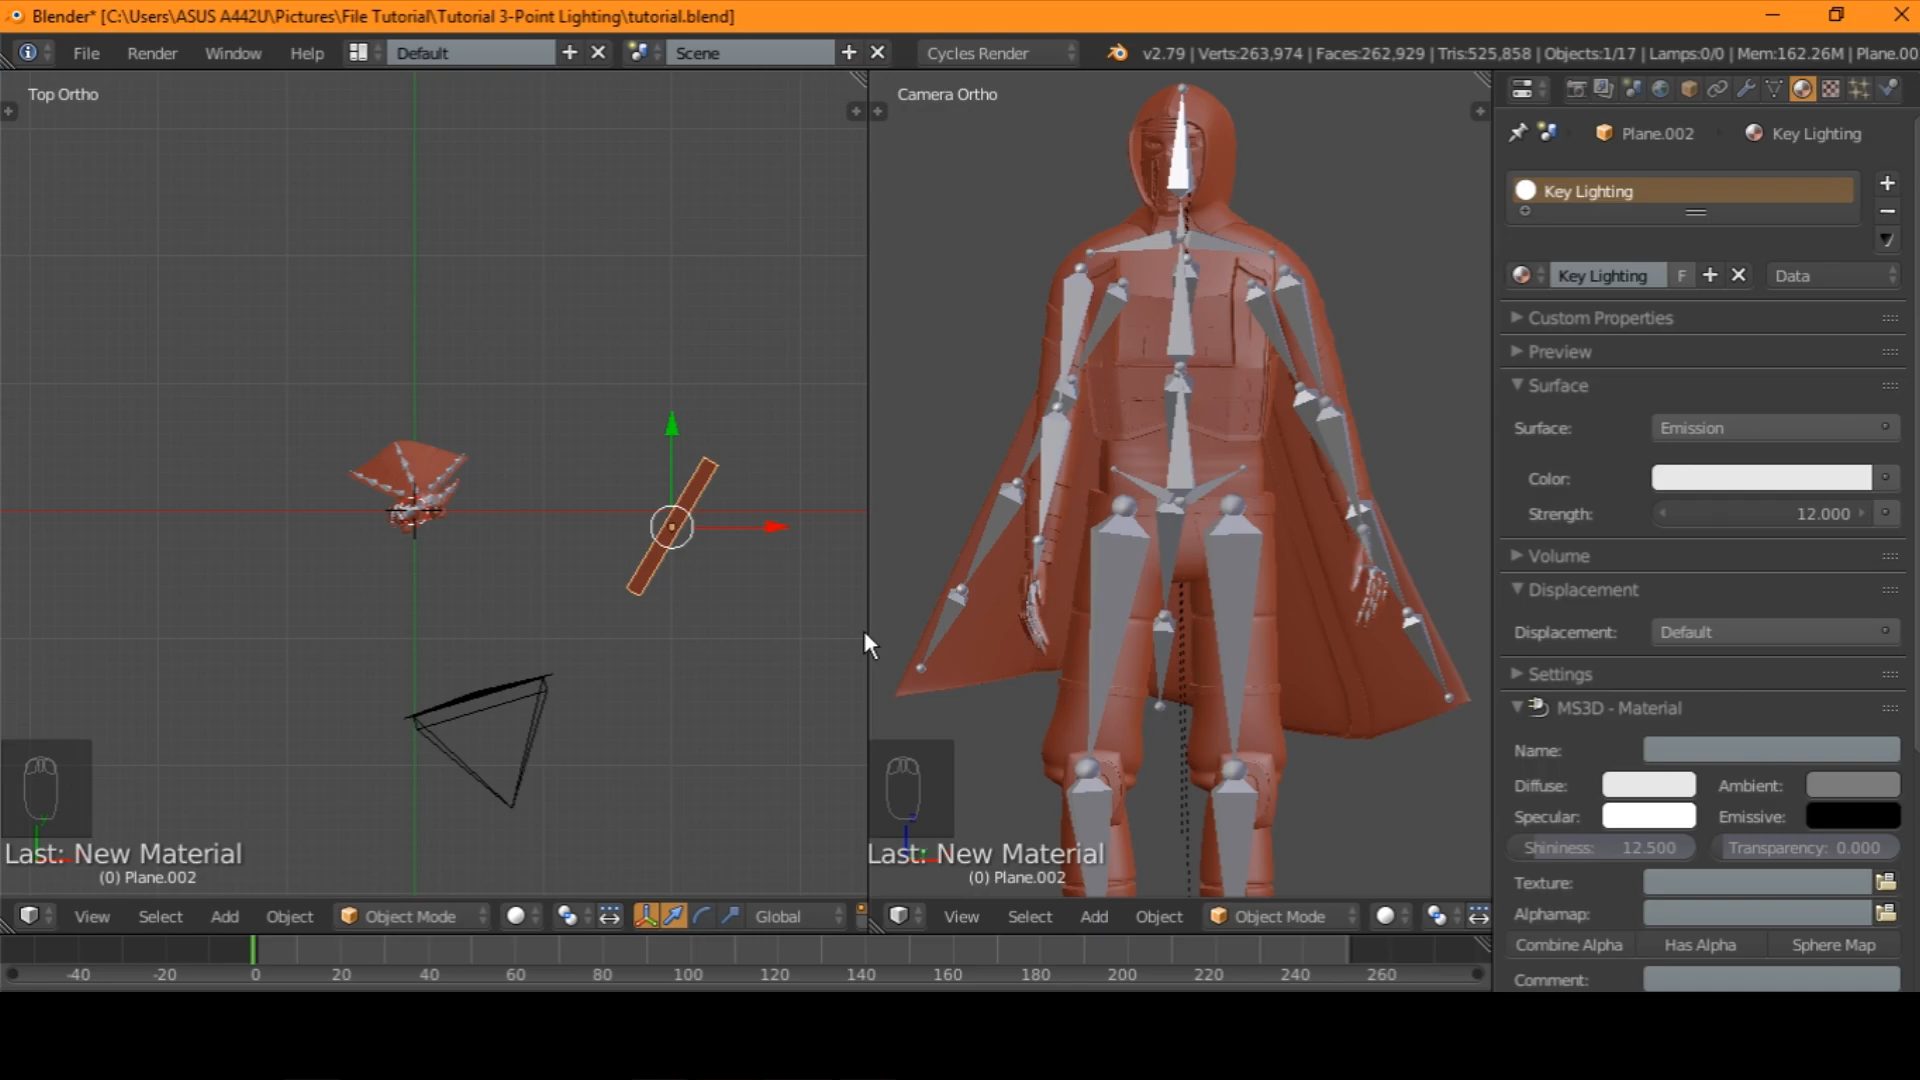 Blender* [C:\Users\ASUS A442U\Pictures\File Tutorial\Tutorial 3-Point Lighting\tutorial.blend]
File Render Window Help Default Scene Cycles Render v2.79 | Verts:263,974 | Faces:262,929 | Tris:525,858 | Objects:1/17 | Lamps:0/0 | Mem:162.26M | Plane.00
Top Ortho
Camera Ortho
Plane.002 Key Lighting
Key Lighting
Key Lighting F Data
Custom Properties
Preview
Surface
Surface: Emission
Color:
Strength: 12.000
Volume
Displacement
Displacement: Default
Settings
MS3D - Material
Name:
Diffuse: Ambient:
Specular: Emissive:
Shininess: 12.500 Transparency: 0.000
Texture:
Alphamap:
Combine Alpha Has Alpha Sphere Map
Comment:
Last: New Material
(0) Plane.002
Last: New Material
(0) Plane.002
View Select Add Object Object Mode Global
View Select Add Object Object Mode
-40 -20 0 20 40 60 80 100 120 140 160 180 200 220 240 260